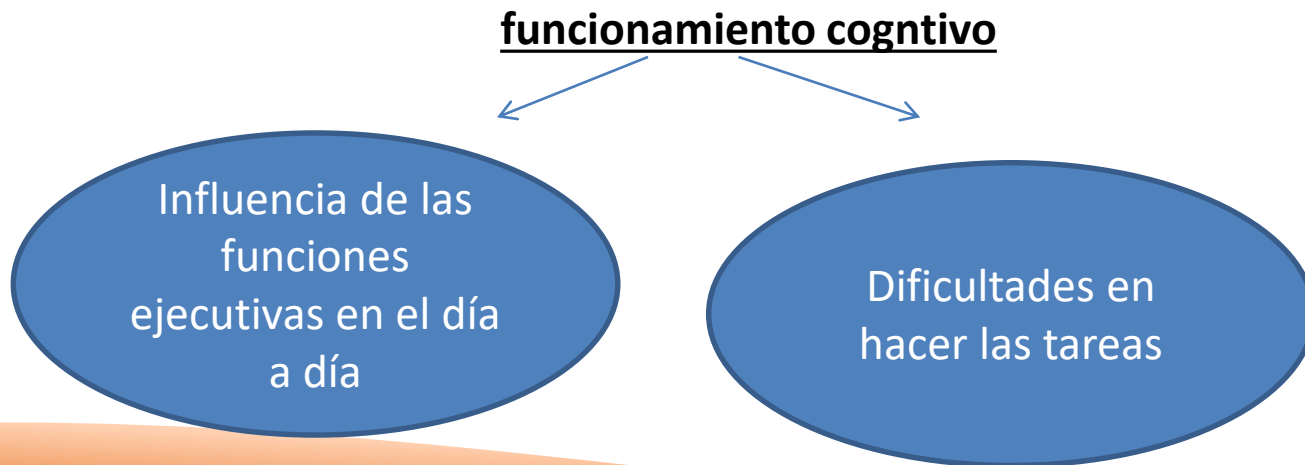 funcionamiento cogntivo
Influencia de las
funciones
ejecutivas en el día
a día
Dificultades en
hacer las tareas